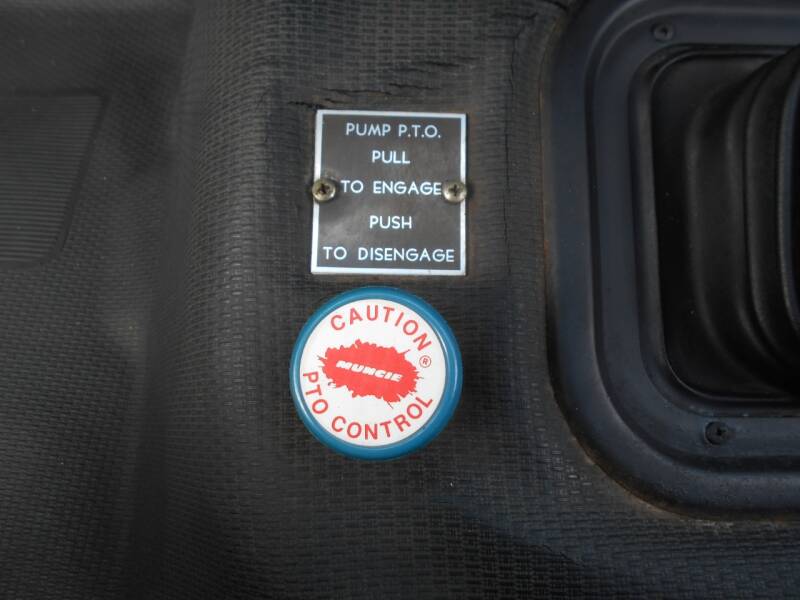 PUMP P.T.O.
PULL
TO ENGAGE
PUSH
TO DISENGAGE
CAUTION
MUNCIE ®
PTO CONTROL